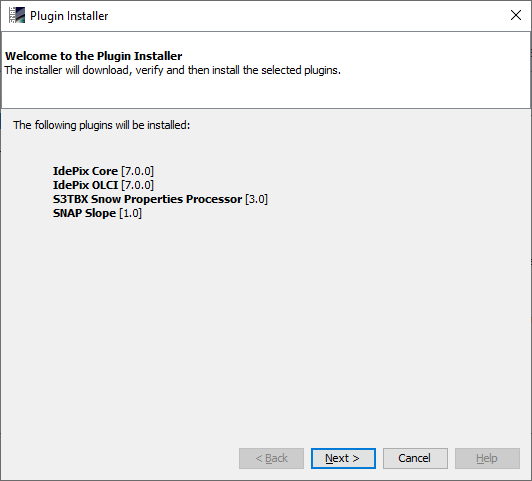 Plugin Installer
Welcome to the Plugin Installer
The installer will download, verify and then install the selected plugins.
The following plugins will be installed:
IdePix Core [7.0.0]
IdePix OLCI [7.0.0]
S3TBX Snow Properties Processor [3.0]
SNAP Slope [1.0]
< Back
Next >
Cancel
Help